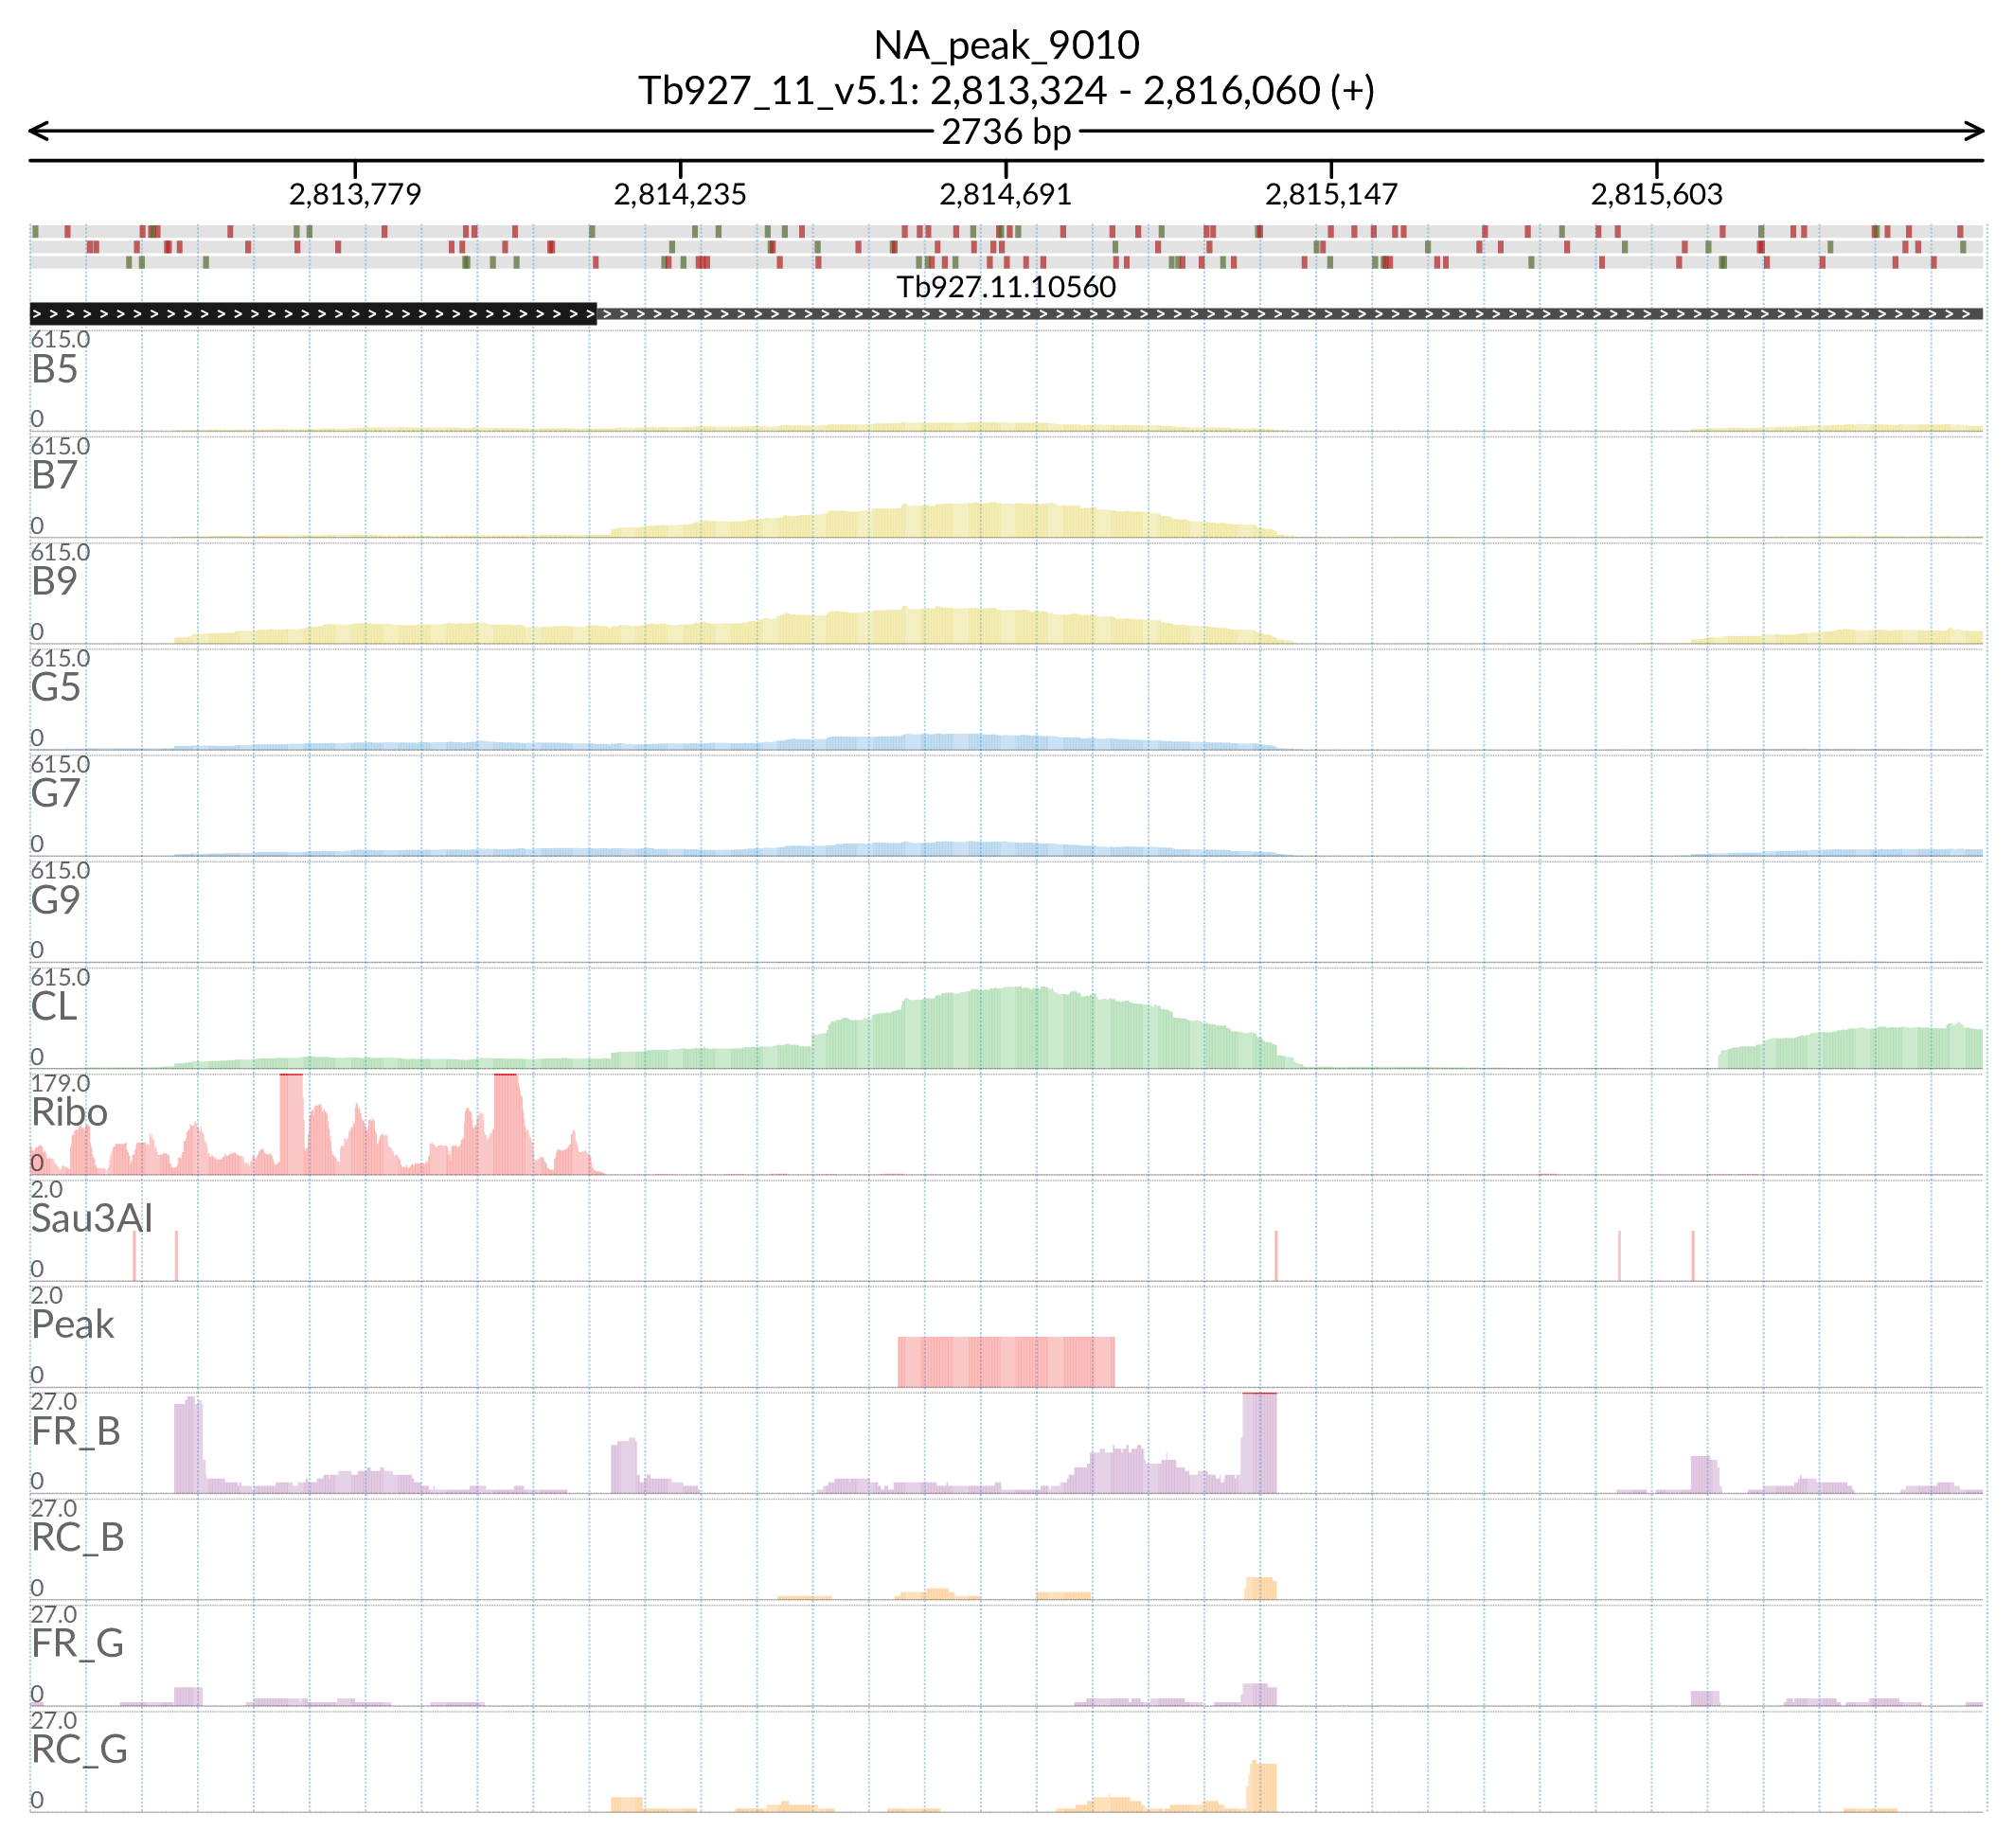 NA_peak_9010
Tb927_11_v5.1: 2,813,324 - 2,816,060 (+)
2736 bp
2,813,779 2,814,235 2,814,691 2,815,147 2,815,603
Tb927.11.10560
615.0
B5
0
615.0
B7
0
615.0
B9
0
615.0
G5
0
615.0
G7
0
615.0
G9
0
615.0
CL
0
179.0
Ribo
0
2.0
Sau3AI
0
2.0
Peak
0
27.0
FR_B
0
27.0
RC_B
0
27.0
FR_G
0
27.0
RC_G
0